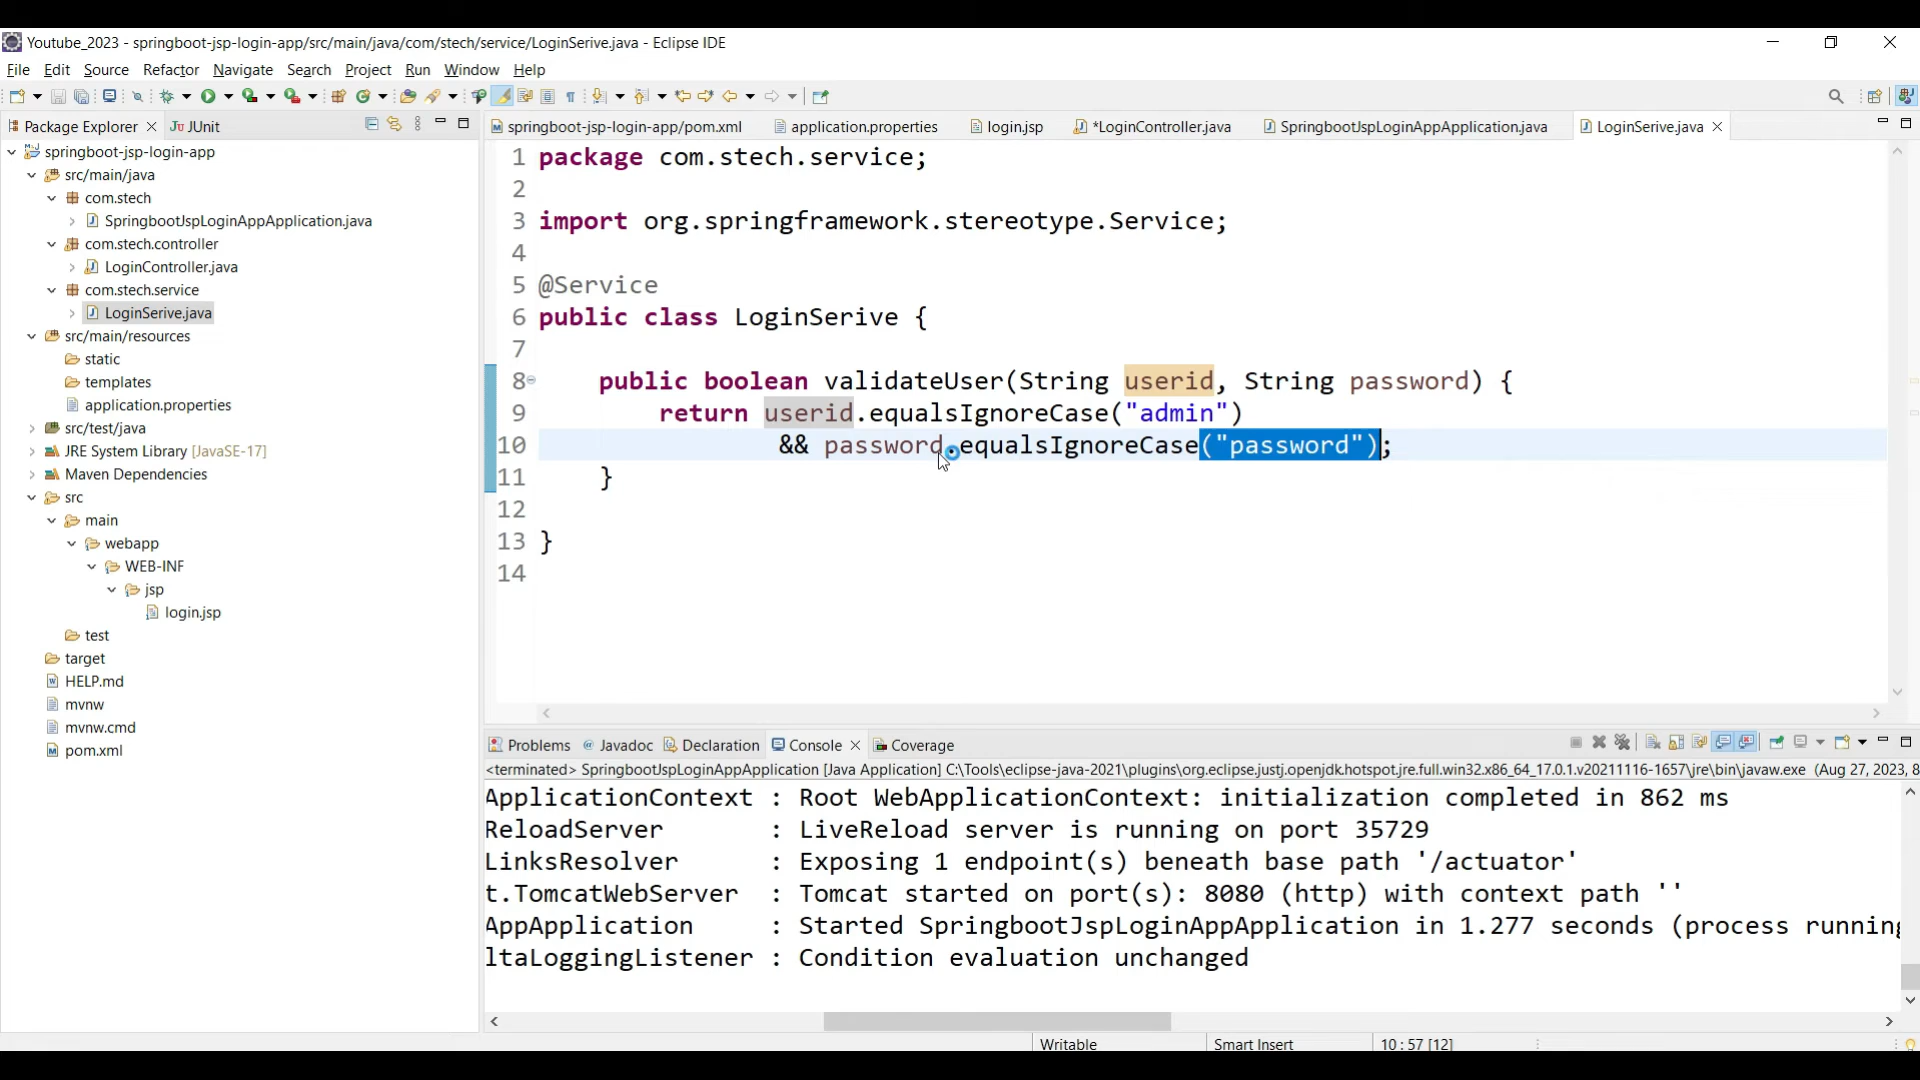 Youtube_2023 - springboot-jsp-login-app/src/main/java/com/stech/service/LoginSerive.java - Eclipse IDE
File Edit Source Refactor Navigate Search Project Run Window Help
Package Explorer JUnit
springboot-jsp-login-app/pom.xml application.properties login.jsp *LoginController.java SpringbootJspLoginAppApplication.java LoginSerive.java
springboot-jsp-login-app
src/main/java
com.stech
SpringbootJspLoginAppApplication.java
com.stech.controller
LoginController.java
com.stech.service
LoginSerive.java
src/main/resources
static
templates
application.properties
src/test/java
JRE System Library [JavaSE-17]
Maven Dependencies
src
main
webapp
WEB-INF
jsp
login.jsp
test
target
HELP.md
mvnw
mvnw.cmd
pom.xml
1 package com.stech.service;
2
3 import org.springframework.stereotype.Service;
4
5 @Service
6 public class LoginSerive {
7
8 public boolean validateUser(String userid, String password) {
9 return userid.equalsIgnoreCase("admin")
10 && password.equalsIgnoreCase("password");
11 }
12
13 }
14
Problems Javadoc Declaration Console Coverage
<terminated> SpringbootJspLoginAppApplication [Java Application] C:\Tools\eclipse-java-2021\plugins\org.eclipse.justj.openjdk.hotspot.jre.full.win32.x86_64_17.0.1.v20211116-1657\jre\bin\javaw.exe (Aug 27, 2023, 8
ApplicationContext : Root WebApplicationContext: initialization completed in 862 ms
ReloadServer : LiveReload server is running on port 35729
LinksResolver : Exposing 1 endpoint(s) beneath base path '/actuator'
t.TomcatWebServer : Tomcat started on port(s): 8080 (http) with context path ''
AppApplication : Started SpringbootJspLoginAppApplication in 1.277 seconds (process running
ltaLoggingListener : Condition evaluation unchanged
Writable Smart Insert 10 : 57 [12]